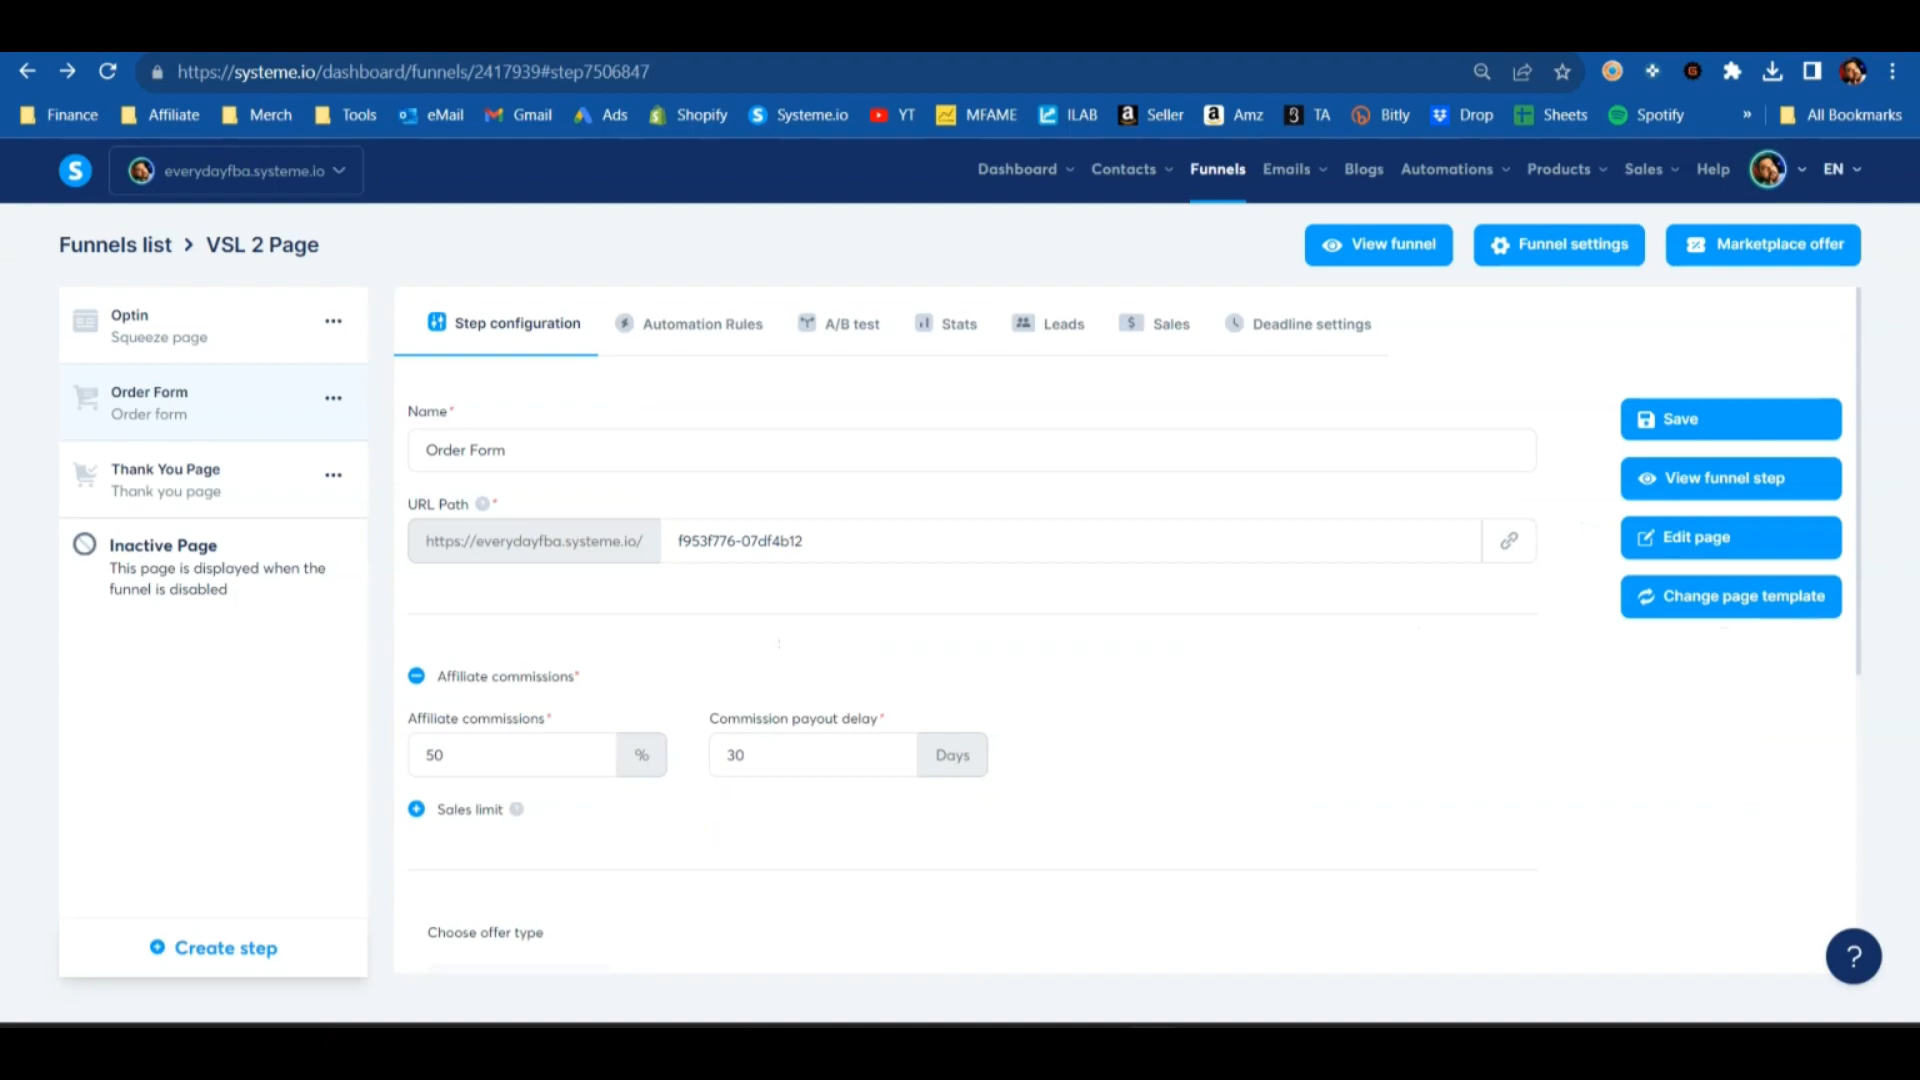 https://systeme.io/dashboard/funnels/2417939#step7506847
Finance Affiliate Merch Tools eMail Gmail Ads Shopify Systeme.io YT MFAME ILAB Seller Amz TA Bitly Drop Sheets Spotify » All Bookmarks
S everydayfba.systeme.io Dashboard Contacts Funnels Emails Blogs Automations Products Sales Help EN
Funnels list > VSL 2 Page
View funnel Funnel settings Marketplace offer
Optin
Squeeze page
Order Form
Order form
Thank You Page
Thank you page
Inactive Page
This page is displayed when the
funnel is disabled
Create step
Step configuration Automation Rules A/B test Stats Leads $ Sales Deadline settings
Name*
Order Form
URL Path ?*
https://everydayfba.systeme.io/ f953f776-07df4b12
Affiliate commissions*
Affiliate commissions* Commission payout delay*
50 % 30 Days
Sales limit ?
Choose offer type
Save
View funnel step
Edit page
Change page template
?